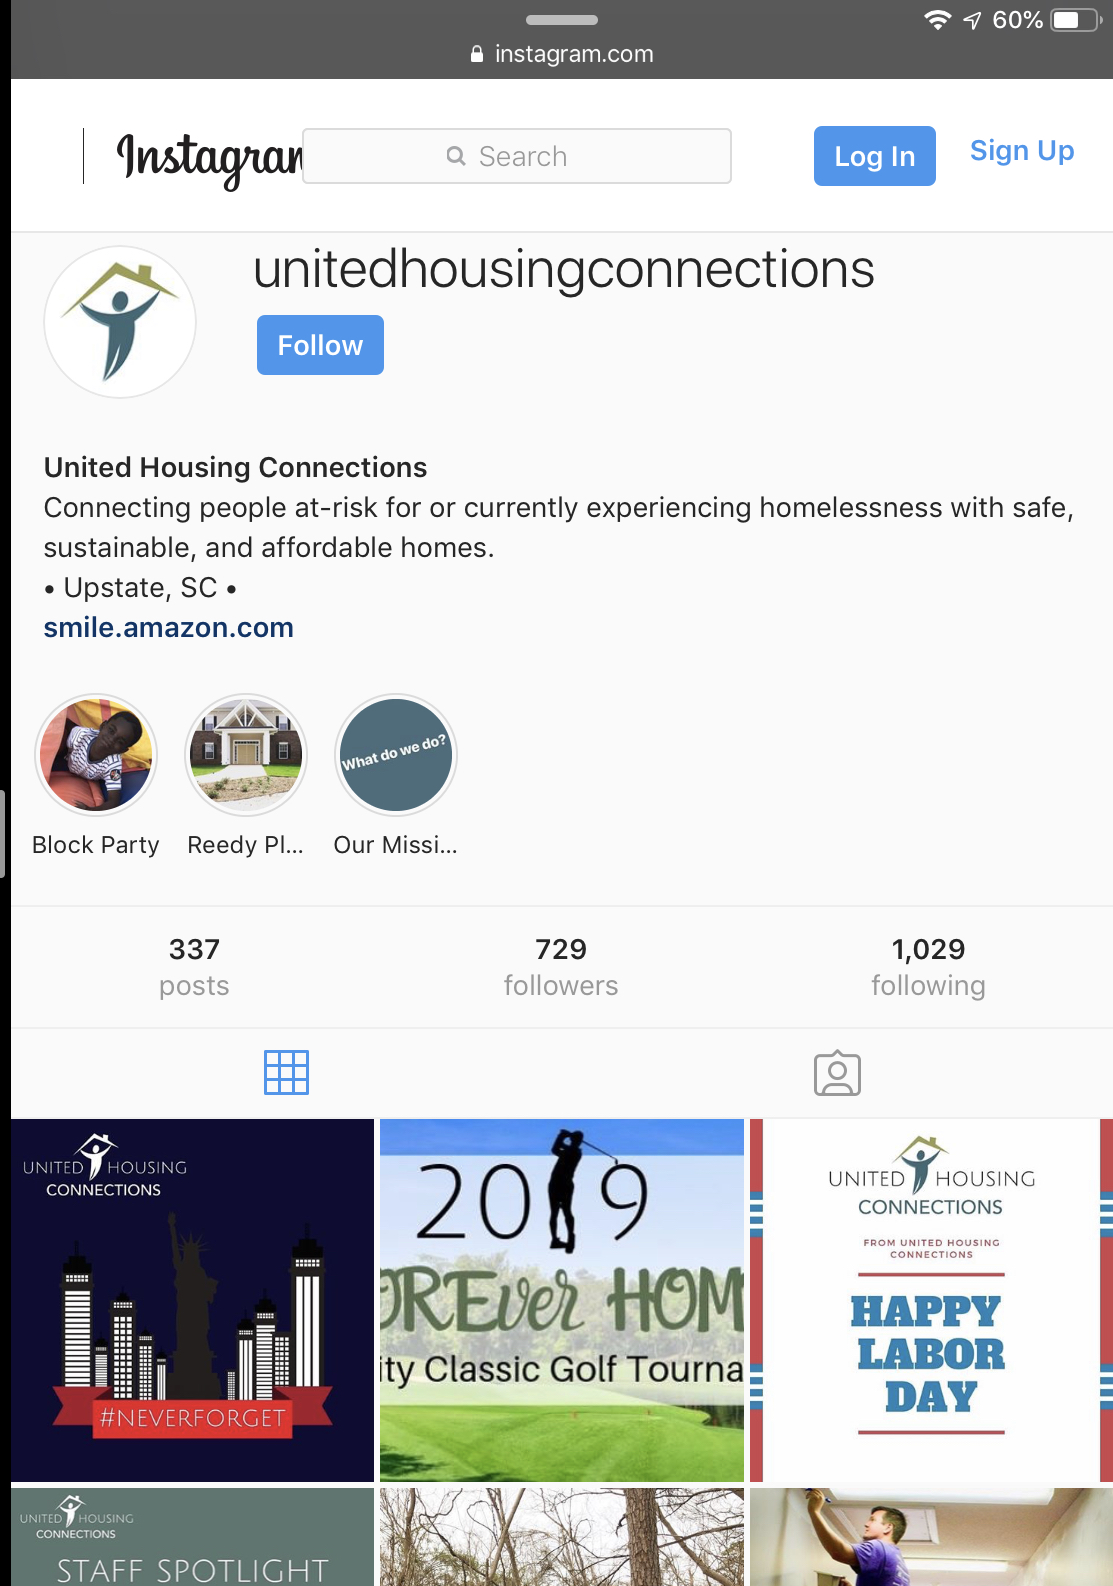 60%
instagram.com
Instagram
Search
Log In
Sign Up
unitedhousingconnections
Follow
United Housing Connections
Connecting people at-risk for or currently experiencing homelessness with safe,
sustainable, and affordable homes.
• Upstate, SC •
smile.amazon.com
What do we do?
Block Party
Reedy Pl...
Our Missi...
337
posts
729
followers
1,029
following
UNITED HOUSING
CONNECTIONS
#NEVERFORGET
2019
OREver HOM
ity Classic Golf Tourna
UNITED HOUSING
CONNECTIONS
FROM UNITED HOUSING
CONNECTIONS
HAPPY
LABOR
DAY
UNITED HOUSING
CONNECTIONS
STAFF SPOTLIGHT